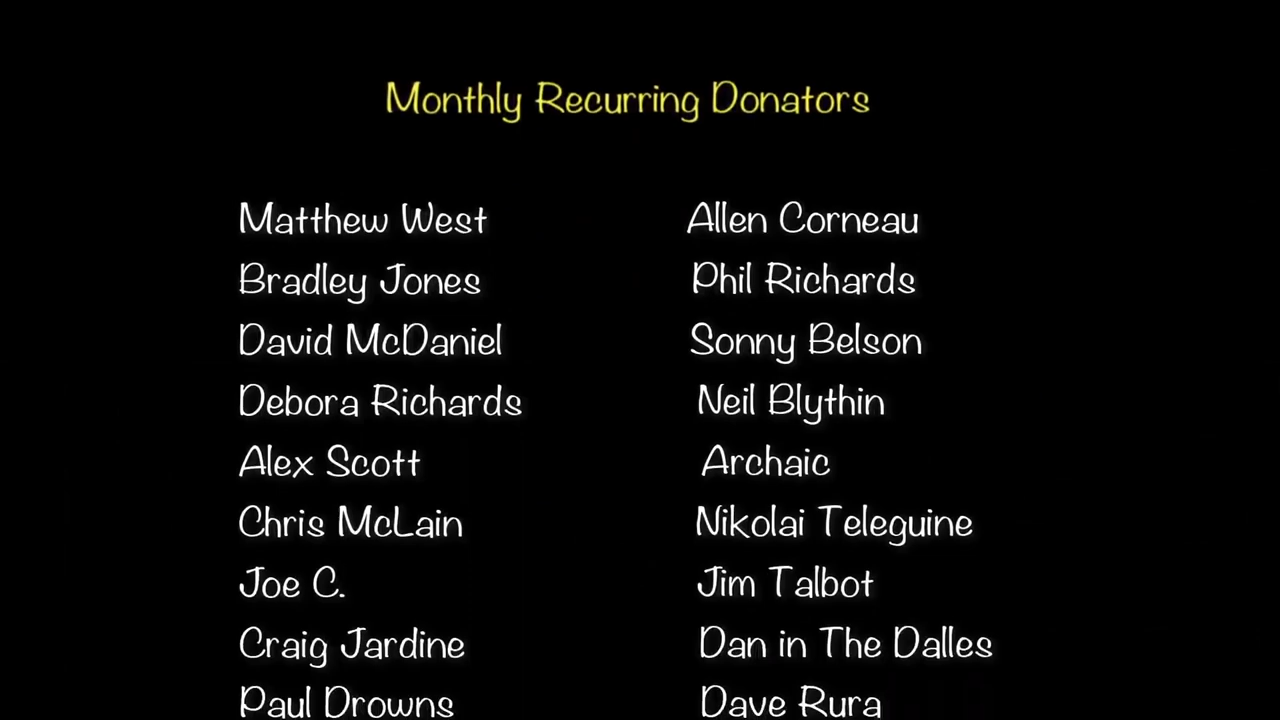 Monthly Recurring Donators
Matthew West
Bradley Jones
David McDaniel
Debora Richards
Alex Scott
Chris McLain
Joe C.
Craig Jardine
Paul Drowns
Allen Corneau
Phil Richards
Sonny Belson
Neil Blythin
Archaic
Nikolai Teleguine
Jim Talbot
Dan in The Dalles
Dave Rura